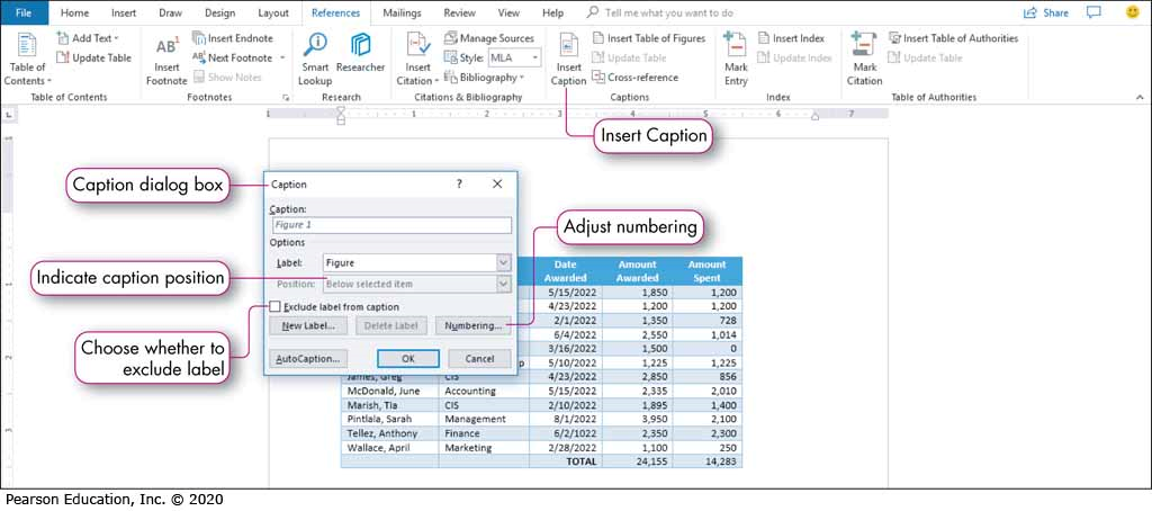 File Home Insert Draw Design Layout References Mailings Review View Help Tell me what you want to do Share
Table of Contents
Add Text
Update Table
Table of Contents
AB1
Insert Footnote
Insert Endnote
Next Footnote
Show Notes
Footnotes
Smart Lookup
Researcher
Research
Insert Citation
Manage Sources
Style: MLA
Bibliography
Citations & Bibliography
Insert Caption
Insert Table of Figures
Update Table
Cross-reference
Captions
Mark Entry
Insert Index
Update Index
Index
Mark Citation
Insert Table of Authorities
Update Table
Table of Authorities
1 1 2 3 4 5 6 7
Insert Caption
Caption dialog box
Caption ? ×
Caption:
Figure 1
Options
Label: Figure
Position: Below selected item
Exclude label from caption
New Label... Delete Label Numbering...
AutoCaption... OK Cancel
Adjust numbering
Indicate caption position
Choose whether to
exclude label
Date Awarded Amount Awarded Amount Spent
5/15/2022 1,850 1,200
4/23/2022 1,200 1,200
2/1/2022 1,350 728
6/4/2022 2,550 1,014
3/16/2022 1,500 0
p 5/10/2022 1,225 1,225
James, Greg CIS 4/23/2022 2,850 856
McDonald, June Accounting 5/15/2022 2,335 2,010
Marish, Tia CIS 2/10/2022 1,895 1,400
Pintlala, Sarah Management 8/1/2022 3,950 2,100
Tellez, Anthony Finance 6/2/1022 2,350 2,300
Wallace, April Marketing 2/28/2022 1,100 250
TOTAL 24,155 14,283
1
2
3
Pearson Education, Inc. © 2020